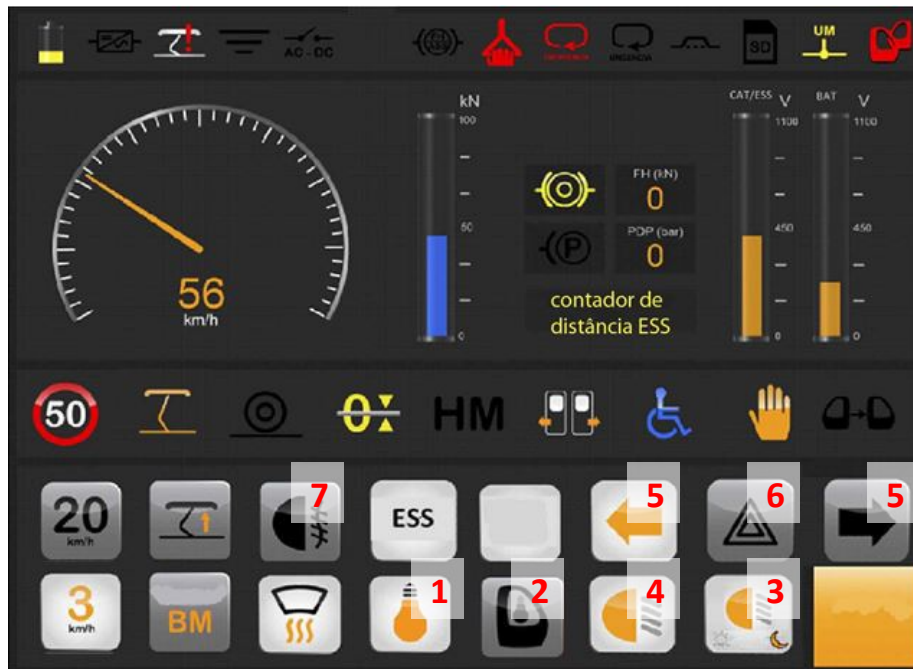 AC - DC
SD
UM
kN
100
50
0
56
km/h
FH (kN)
0
P
PDP (bar)
0
contador de
distância ESS
CAT/ESS V
BAT V
1100
1100
450
450
0
0
50
0
HM
7
5
6
5
20
km/h
ESS
1
2
4
3
3
km/h
BM